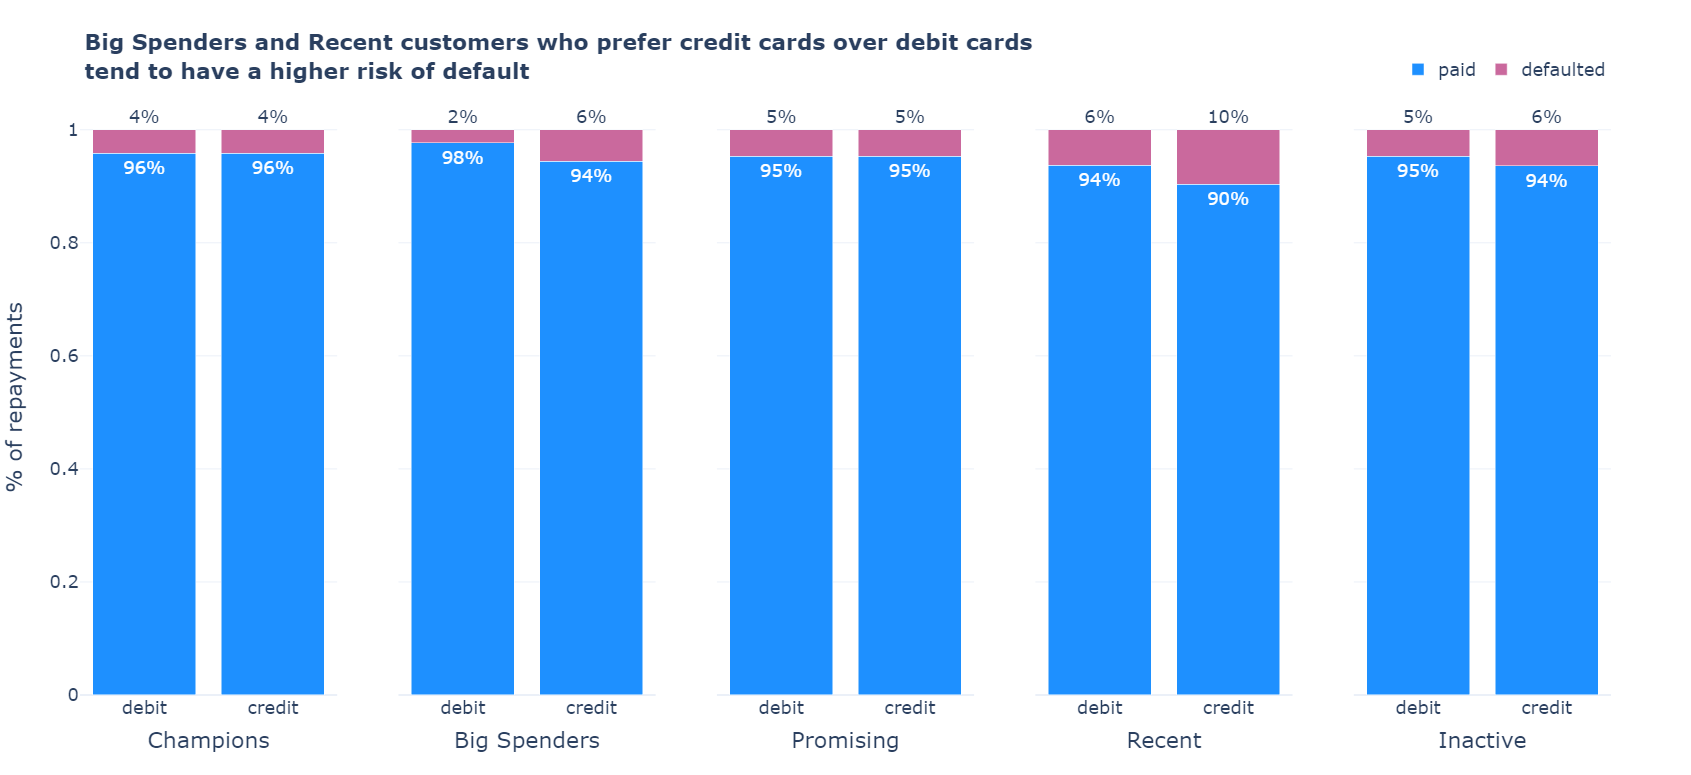 Big Spenders and Recent customers who prefer credit cards over debit cards
tend to have a higher risk of default
paid defaulted
4% 4% 2% 6% 5% 5% 6% 10% 5% 6%
1
96% 96% 98% 94% 95% 95% 94% 90% 95% 94%
0.8
0.6
0.4
0.2
0
% of repayments
debit credit debit credit debit credit debit credit debit credit
Champions Big Spenders Promising Recent Inactive